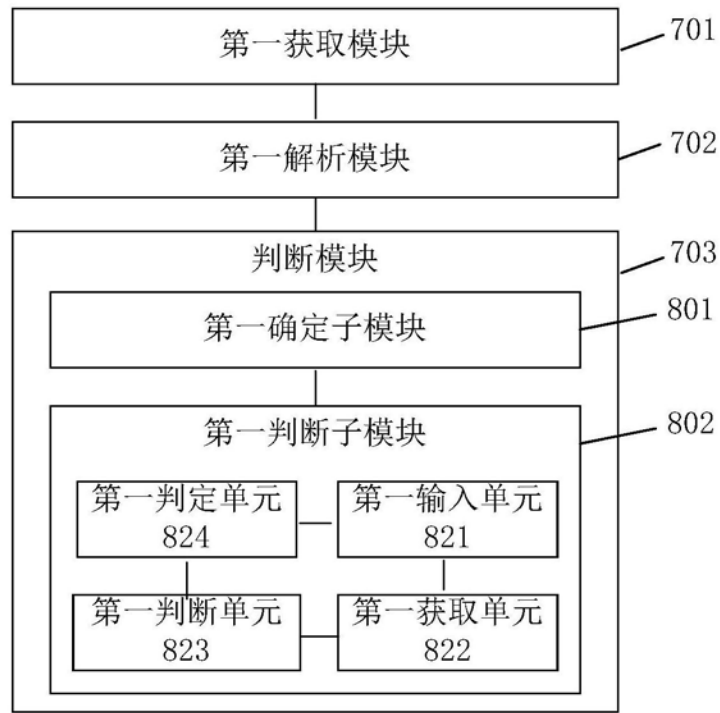 第一获取模块
701
第一解析模块
702
判断模块
703
第一确定子模块
801
第一判断子模块
802
第一判定单元
824
第一输入单元
821
第一判断单元
823
第一获取单元
822